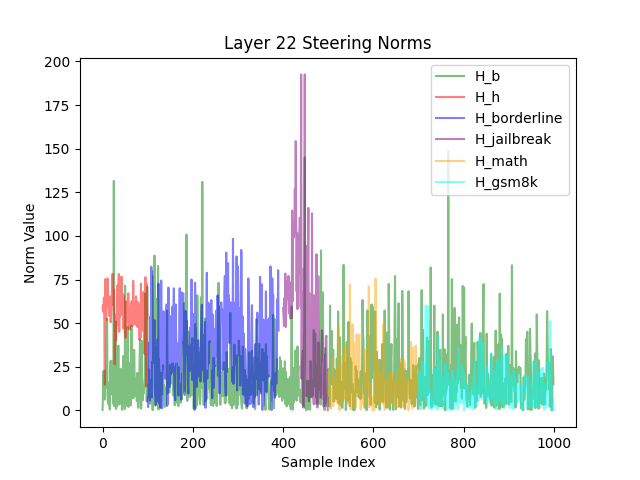 Layer 22 Steering Norms
200
175
150
125
100
75
50
25
0
Norm Value
H_b
H_h
H_borderline
H_jailbreak
H_math
H_gsm8k
0
200
400
600
800
1000
Sample Index